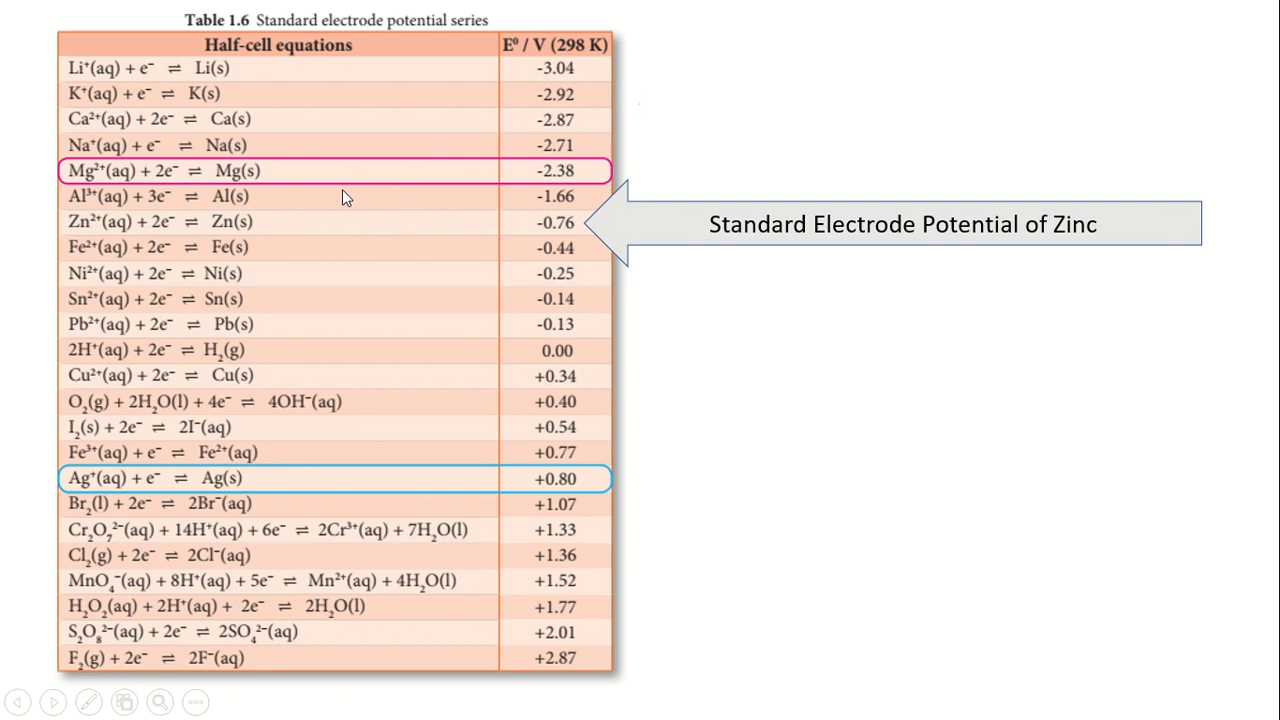 Table 1.6 Standard electrode potential series
Half-cell equations E⁰ / V (298 K)
Li⁺(aq) + e⁻ ⇌ Li(s) -3.04
K⁺(aq) + e⁻ ⇌ K(s) -2.92
Ca²⁺(aq) + 2e⁻ ⇌ Ca(s) -2.87
Na⁺(aq) + e⁻ ⇌ Na(s) -2.71
Mg²⁺(aq) + 2e⁻ ⇌ Mg(s) -2.38
Al³⁺(aq) + 3e⁻ ⇌ Al(s) -1.66
Zn²⁺(aq) + 2e⁻ ⇌ Zn(s) -0.76
Standard Electrode Potential of Zinc
Fe²⁺(aq) + 2e⁻ ⇌ Fe(s) -0.44
Ni²⁺(aq) + 2e⁻ ⇌ Ni(s) -0.25
Sn²⁺(aq) + 2e⁻ ⇌ Sn(s) -0.14
Pb²⁺(aq) + 2e⁻ ⇌ Pb(s) -0.13
2H⁺(aq) + 2e⁻ ⇌ H₂(g) 0.00
Cu²⁺(aq) + 2e⁻ ⇌ Cu(s) +0.34
O₂(g) + 2H₂O(l) + 4e⁻ ⇌ 4OH⁻(aq) +0.40
I₂(s) + 2e⁻ ⇌ 2I⁻(aq) +0.54
Fe³⁺(aq) + e⁻ ⇌ Fe²⁺(aq) +0.77
Ag⁺(aq) + e⁻ ⇌ Ag(s) +0.80
Br₂(l) + 2e⁻ ⇌ 2Br⁻(aq) +1.07
Cr₂O₇²⁻(aq) + 14H⁺(aq) + 6e⁻ ⇌ 2Cr³⁺(aq) + 7H₂O(l) +1.33
Cl₂(g) + 2e⁻ ⇌ 2Cl⁻(aq) +1.36
MnO₄⁻(aq) + 8H⁺(aq) + 5e⁻ ⇌ Mn²⁺(aq) + 4H₂O(l) +1.52
H₂O₂(aq) + 2H⁺(aq) + 2e⁻ ⇌ 2H₂O(l) +1.77
S₂O₈²⁻(aq) + 2e⁻ ⇌ 2SO₄²⁻(aq) +2.01
F₂(g) + 2e⁻ ⇌ 2F⁻(aq) +2.87